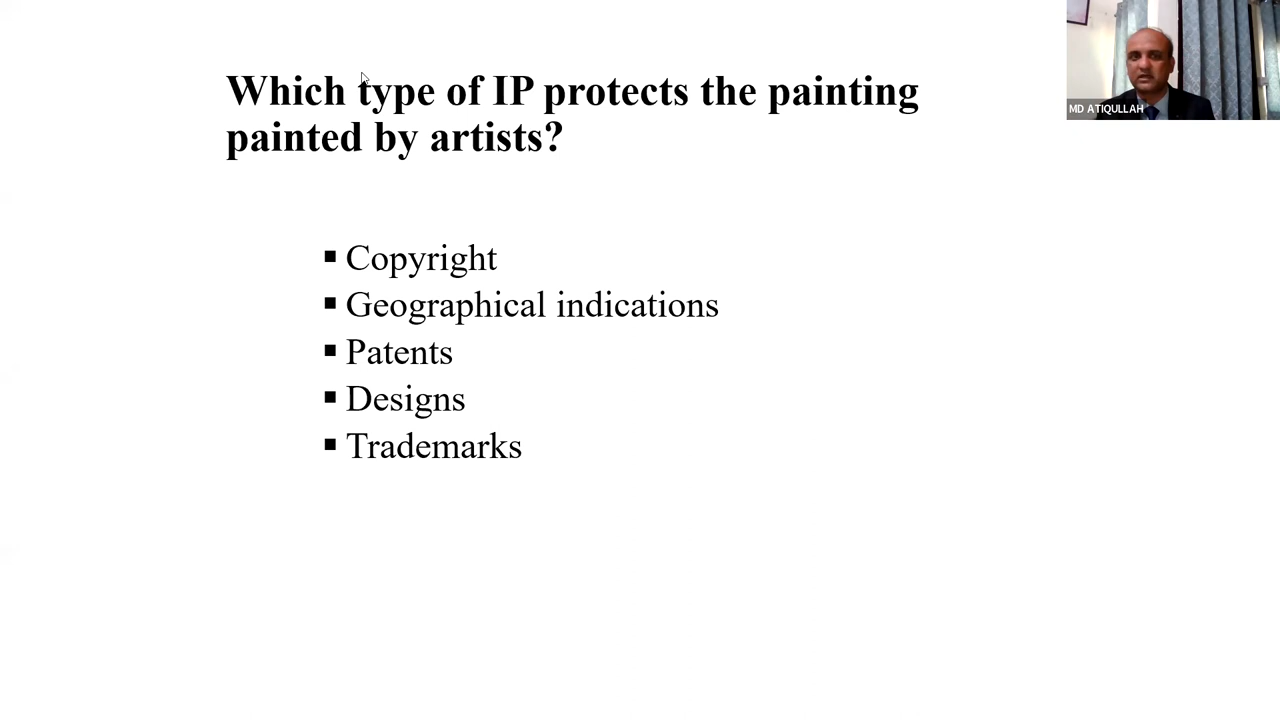 Which type of IP protects the painting
painted by artists?
▪ Copyright
▪ Geographical indications
▪ Patents
▪ Designs
▪ Trademarks
MD ATIQULLAH